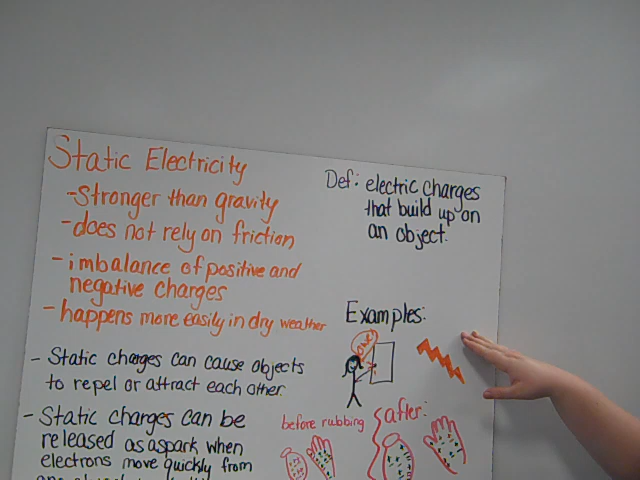 Static Electricity
-Stronger than gravity
-does not rely on friction
-imbalance of positive and
negative charges
-happens more easily in dry weather
- Static charges can cause objects
to repel or attract each other.
- Static charges can be
released as a spark when
electrons move quickly from
Def: electric charges
that build up on
an object.
Examples:
before rubbing
after: